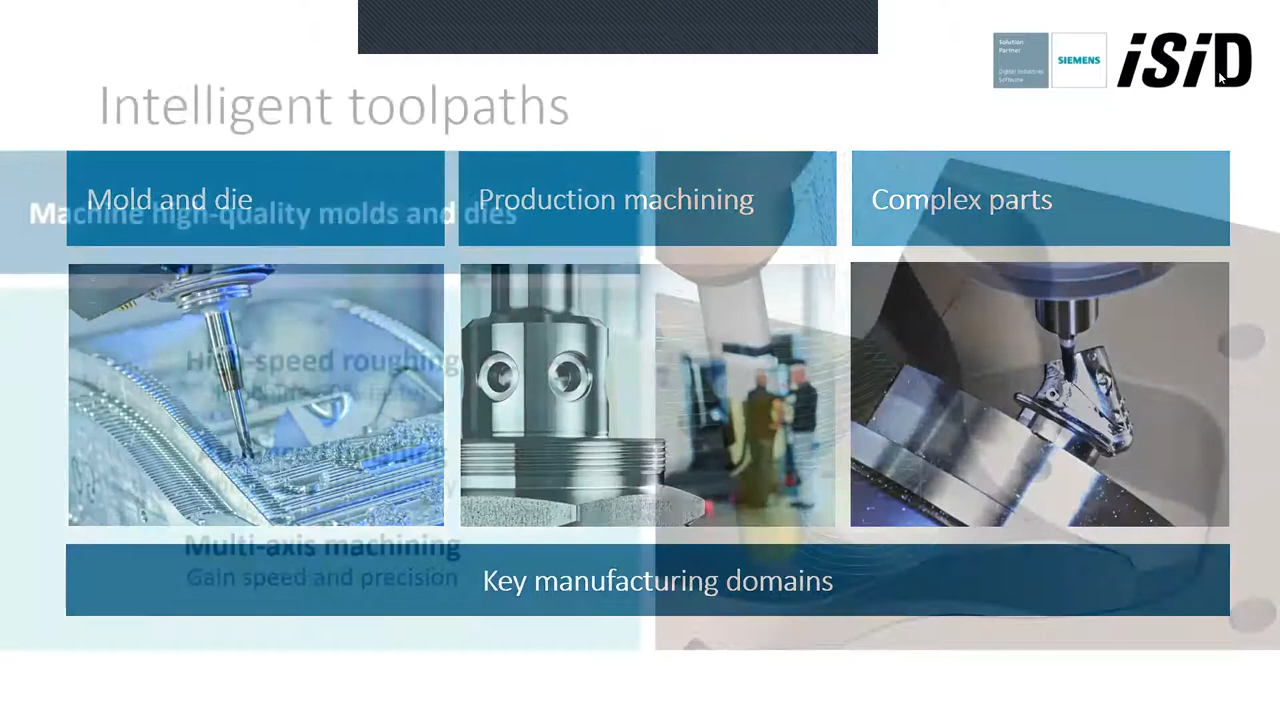 Solution
Partner
Digital Industries
Software
SIEMENS
iSiD
Intelligent toolpaths
Mold and die
Production machining
Complex parts
Machine high-quality molds and dies
High-speed roughing
Multi-axis machining
Gain speed and precision
Key manufacturing domains